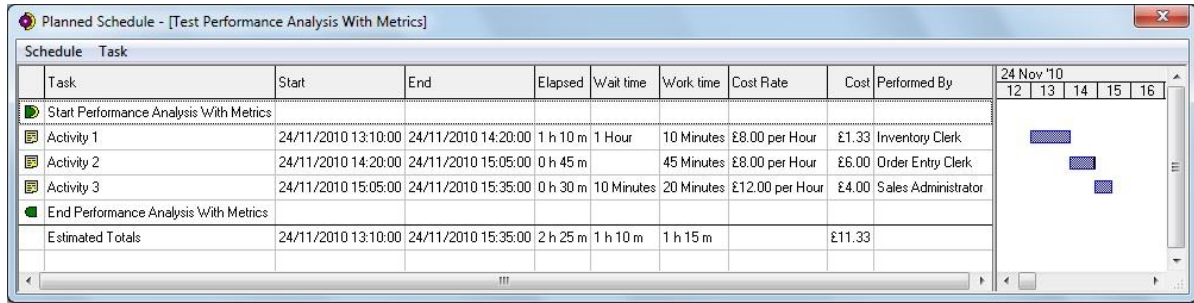 Planned Schedule - [Test Performance Analysis With Metrics]
Schedule Task
Task Start End Elapsed Wait time Work time Cost Rate Cost Performed By 24 Nov '10
12 13 14 15 16
Start Performance Analysis With Metrics
Activity 1 24/11/2010 13:10:00 24/11/2010 14:20:00 1 h 10 m 1 Hour 10 Minutes £8.00 per Hour £1.33 Inventory Clerk
Activity 2 24/11/2010 14:20:00 24/11/2010 15:05:00 0 h 45 m 45 Minutes £8.00 per Hour £6.00 Order Entry Clerk
Activity 3 24/11/2010 15:05:00 24/11/2010 15:35:00 0 h 30 m 10 Minutes 20 Minutes £12.00 per Hour £4.00 Sales Administrator
End Performance Analysis With Metrics
Estimated Totals 24/11/2010 13:10:00 24/11/2010 15:35:00 2 h 25 m 1 h 10 m 1 h 15 m £11.33